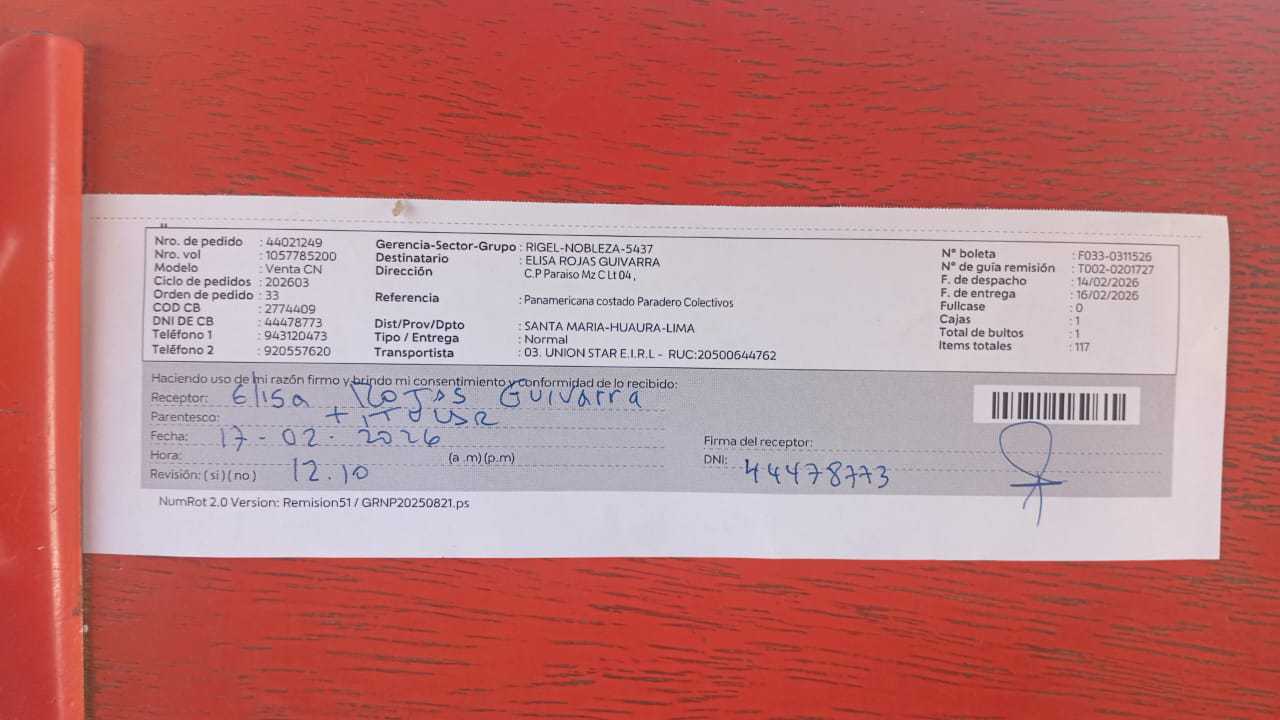 Nro. de pedido : 44021249
Nro. vol : 1057785200
Modelo : Venta CN
Ciclo de pedidos : 202603
Orden de pedido : 33
COD CB : 2774409
DNI DE CB : 44478773
Teléfono 1 : 943120473
Teléfono 2 : 920557620
Gerencia-Sector-Grupo : RIGEL-NOBLEZA-5437
Destinatario : ELISA ROJAS GUIVARRA
Dirección C.P Paraiso Mz C Lt 04 ,
Referencia : Panamericana costado Paradero Colectivos
Dist/Prov/Dpto : SANTA MARIA-HUAURA-LIMA
Tipo / Entrega : Normal
Transportista : 03. UNION STAR E.I.R.L - RUC:20500644762
N° boleta : F033-0311526
N° de guía remisión : T002-0201727
F. de despacho : 14/02/2026
F. de entrega : 16/02/2026
Fullcase : 0
Cajas : 1
Total de bultos : 1
Items totales : 117
Haciendo uso de mi razón firmo y brindo mi consentimiento y conformidad de lo recibido:
Receptor: Elisa Rojas Guivarra
Parentesco:
Fecha: 17-02-2026
Hora: 12.10 (a .m) (p.m)
Revisión: ( si ) ( no )
Firma del receptor:
DNI: 44478773
NumRot 2.0 Version: Remision51 / GRNP20250821.ps